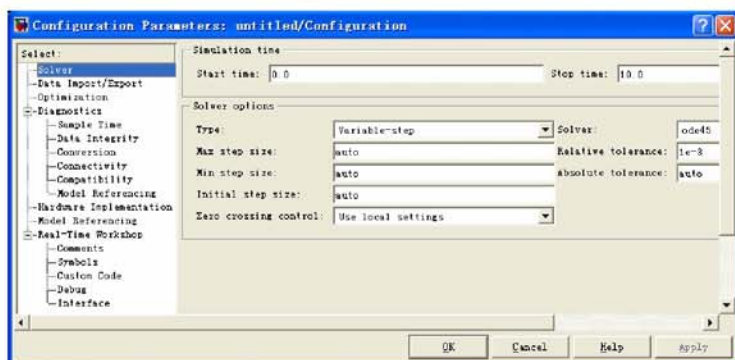 Configuration Parameters: untitled/Configuration
Select:
Solver
Data Import/Export
Optimization
Diagnostics
Sample Time
Data Integrity
Conversion
Connectivity
Compatibility
Model Referencing
Hardware Implementation
Model Referencing
Real-Time Workshop
Comments
Symbols
Custom Code
Debug
Interface
Simulation time
Start time: 0.0 Stop time: 10.0
Solver options
Type: Variable-step Solver: ode45
Max step size: auto Relative tolerance: 1e-3
Min step size: auto Absolute tolerance: auto
Initial step size: auto
Zero crossing control: Use local settings
OK Cancel Help Apply